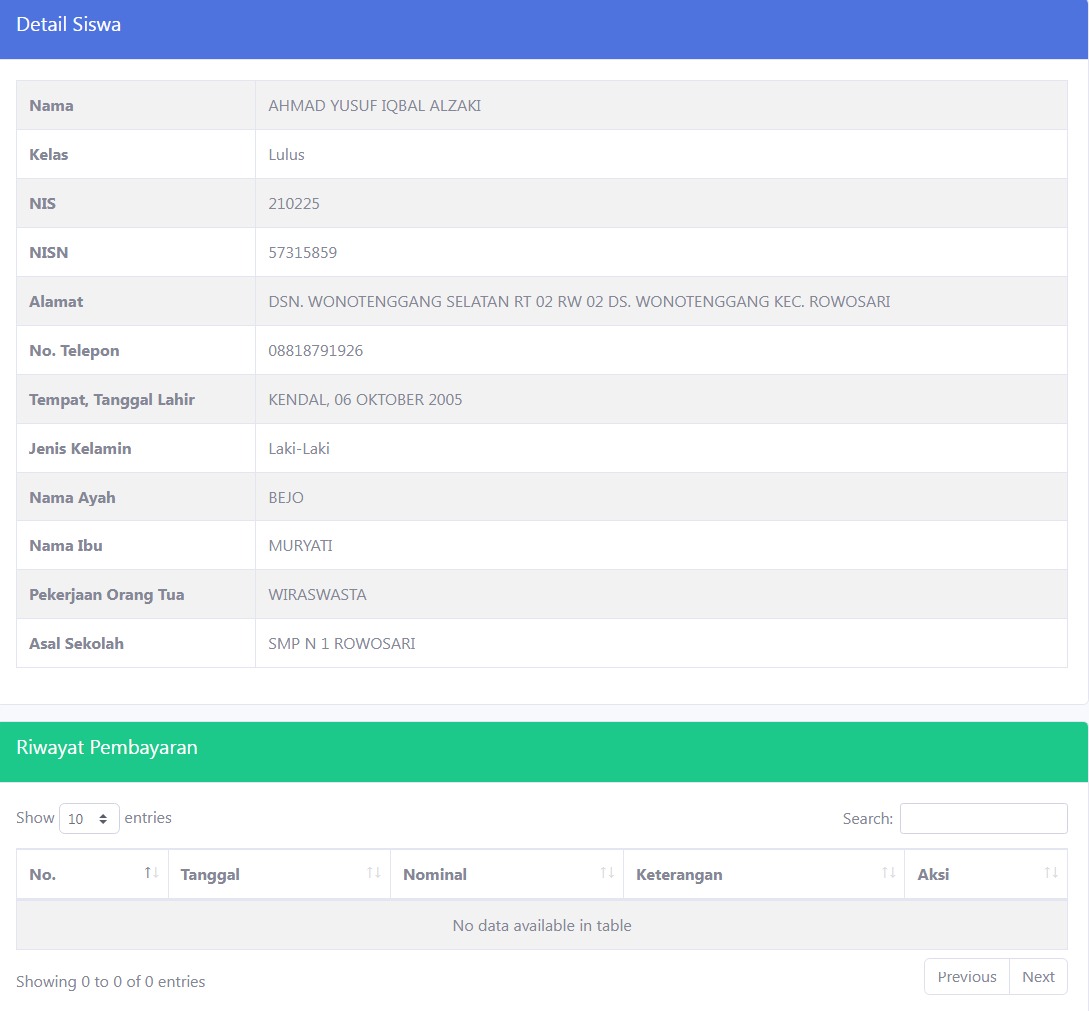 Detail Siswa
Nama AHMAD YUSUF IQBAL ALZAKI
Kelas Lulus
NIS 210225
NISN 57315859
Alamat DSN. WONOTENGGANG SELATAN RT 02 RW 02 DS. WONOTENGGANG KEC. ROWOSARI
No. Telepon 08818791926
Tempat, Tanggal Lahir KENDAL, 06 OKTOBER 2005
Jenis Kelamin Laki-Laki
Nama Ayah BEJO
Nama Ibu MURYATI
Pekerjaan Orang Tua WIRASWASTA
Asal Sekolah SMP N 1 ROWOSARI
Riwayat Pembayaran
Show 10 entries Search:
No. Tanggal Nominal Keterangan Aksi
No data available in table
Showing 0 to 0 of 0 entries Previous Next